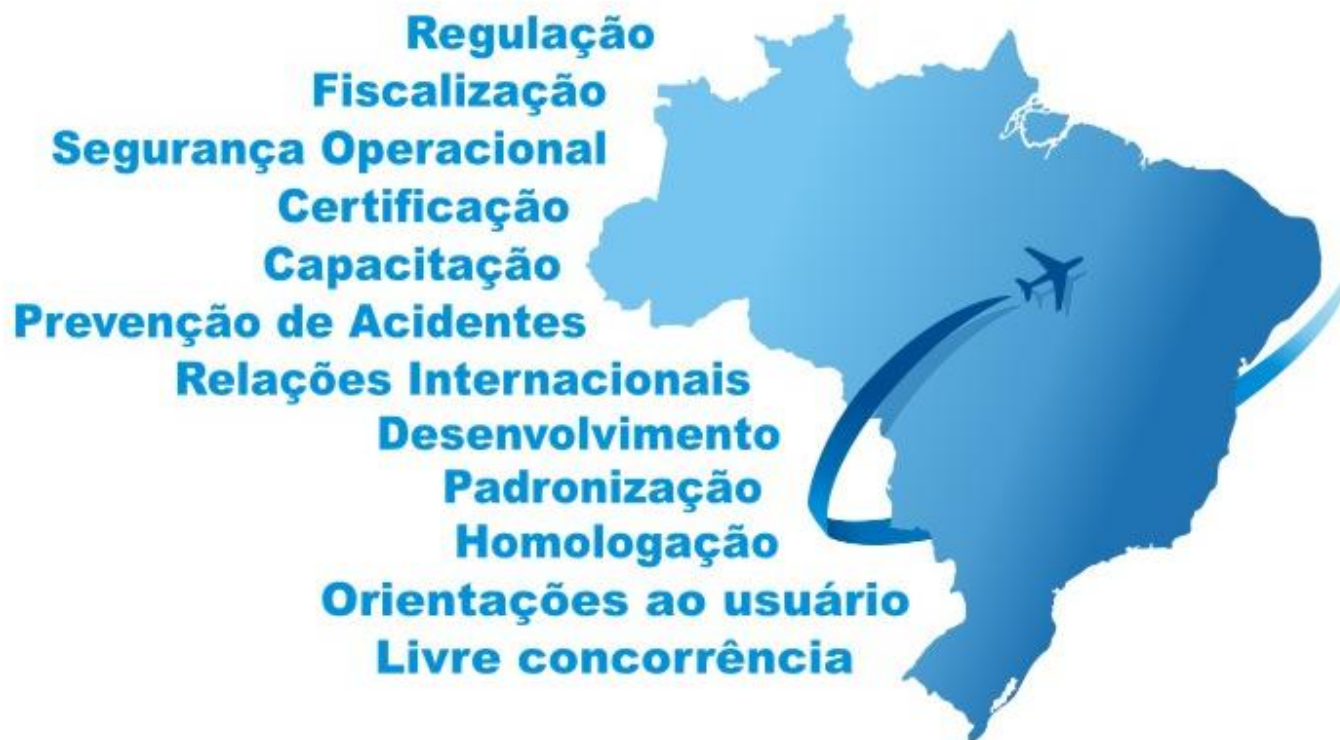 Regulação
Fiscalização
Segurança Operacional
Certificação
Capacitação
Prevenção de Acidentes
Relações Internacionais
Desenvolvimento
Padronização
Homologação
Orientações ao usuário
Livre concorrência